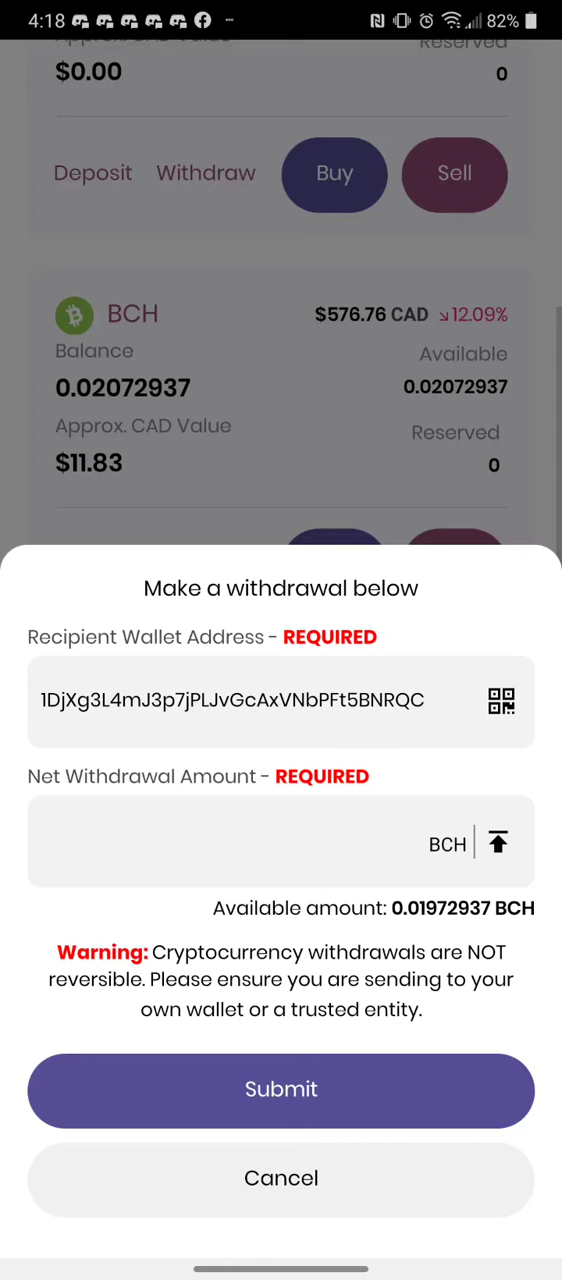 4:18
82%
Approx. CAD Value
Reserved
$0.00
0
Deposit Withdraw Buy Sell
BCH $576.76 CAD ↘12.09%
Balance
Available
0.02072937
0.02072937
Approx. CAD Value
Reserved
$11.83
0
Make a withdrawal below
Recipient Wallet Address - REQUIRED
1DjXg3L4mJ3p7jPLJvGcAxVNbPFt5BNRQC
Net Withdrawal Amount - REQUIRED
BCH
Available amount: 0.01972937 BCH
Warning: Cryptocurrency withdrawals are NOT
reversible. Please ensure you are sending to your
own wallet or a trusted entity.
Submit
Cancel